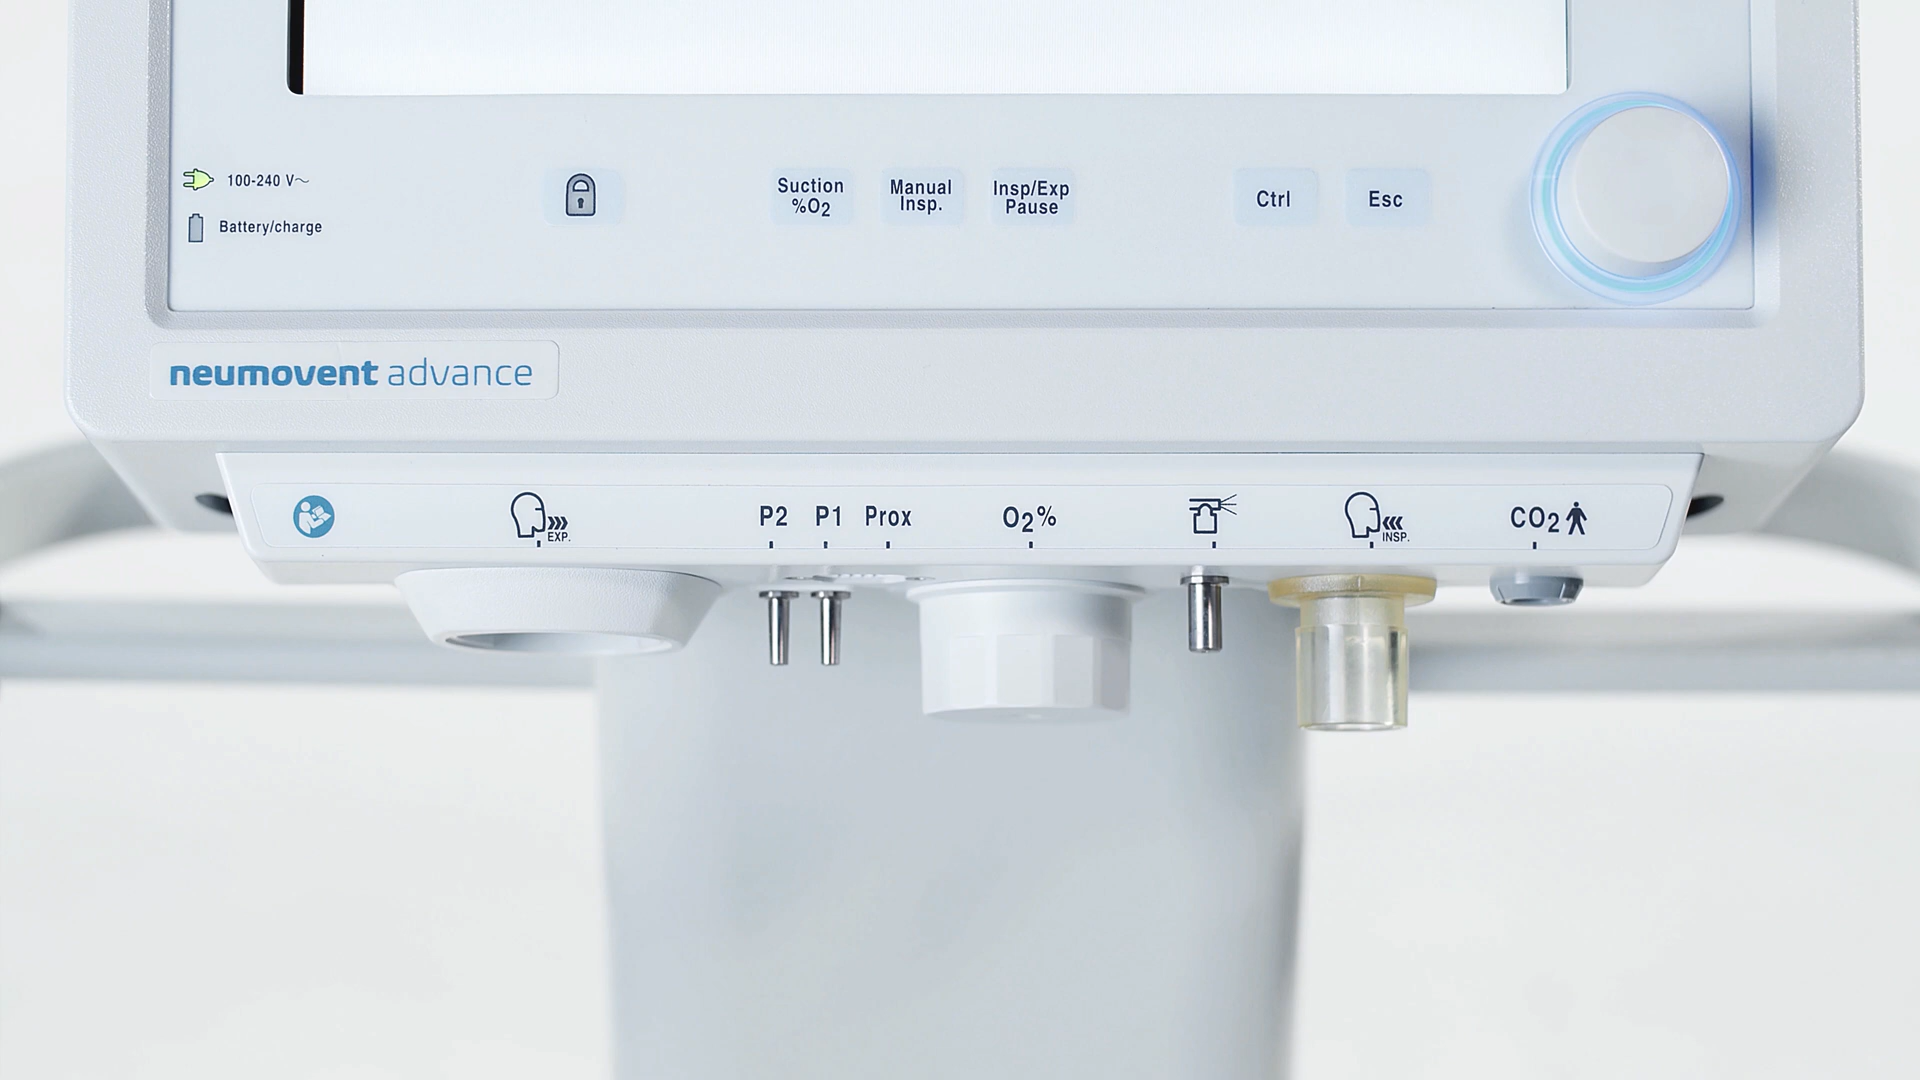 100-240 V~
Battery/charge
Suction
%O2
Manual
Insp.
Insp/Exp
Pause
Ctrl
Esc
neumovent advance
EXP.
P2 P1 Prox
O2%
INSP.
CO2